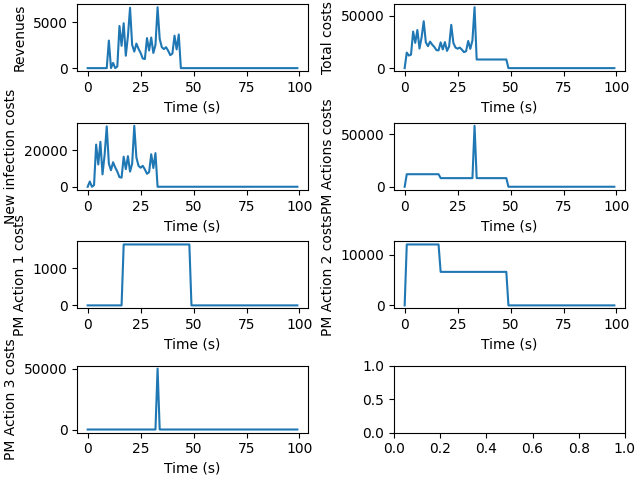 Revenues
5000
0
0 25 50 75 100
Time (s)
Total costs
50000
0
0 25 50 75 100
Time (s)
New infection costs
20000
0
0 25 50 75 100
Time (s)
PM Actions costs
50000
0
0 25 50 75 100
Time (s)
PM Action 1 costs
1000
0
0 25 50 75 100
Time (s)
PM Action 2 costs
10000
0
0 25 50 75 100
Time (s)
PM Action 3 costs
50000
0
0 25 50 75 100
Time (s)
1.0
0.5
0.0
0.0 0.2 0.4 0.6 0.8 1.0